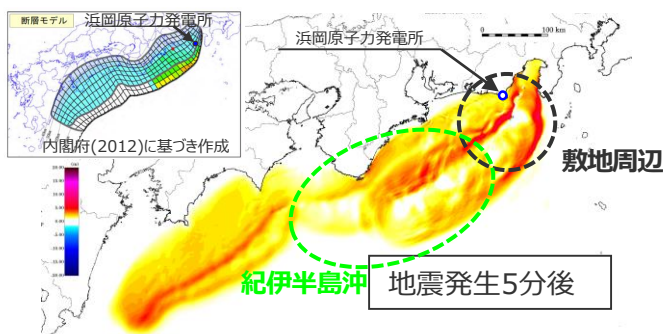 断層モデル
浜岡原子力発電所
内閣府(2012)に基づき作成
浜岡原子力発電所
100 km
敷地周辺
紀伊半島沖
地震発生5分後